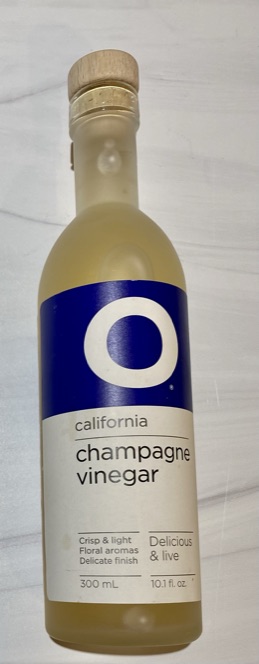 O
california
champagne
vinegar
Crisp & light
Floral aromas
Delicate finish
Delicious
& live
300 mL
10.1 fl. oz.